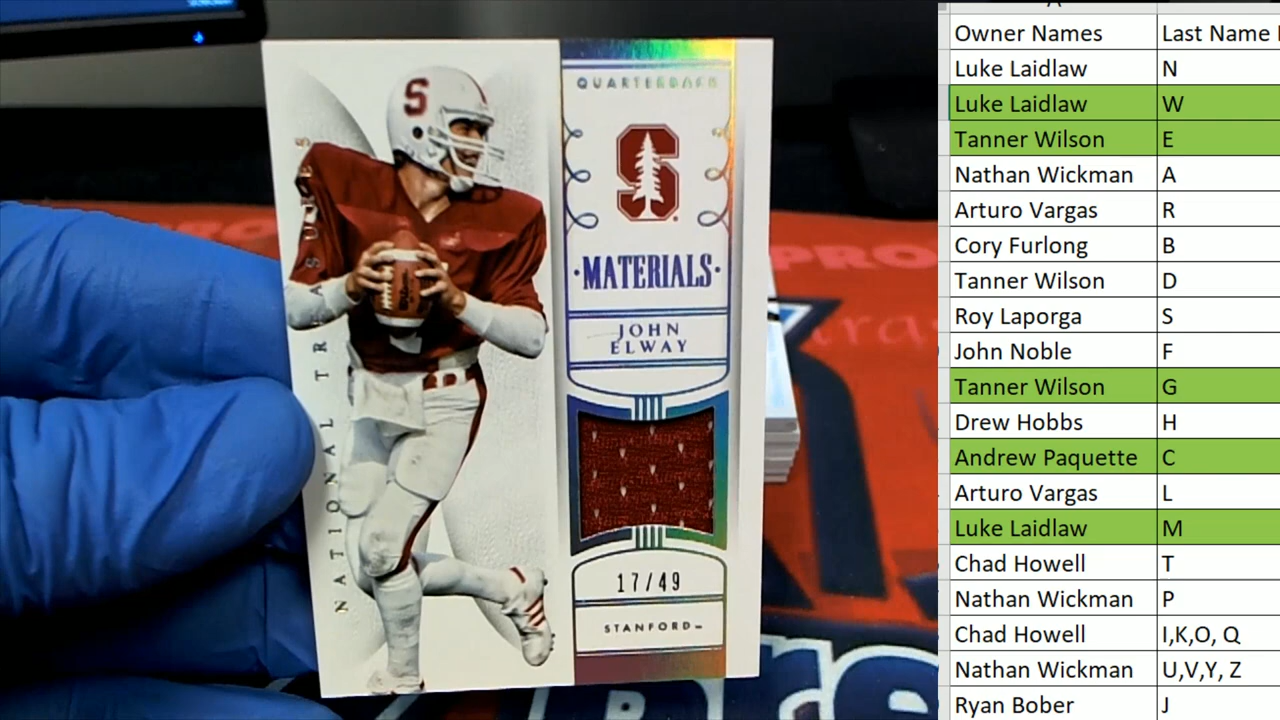 QUARTERBACK
S
S
MATERIALS
JOHN
ELWAY
17/49
STANFORD
NATIONAL TREASURES
Owner Names Last Name
Luke Laidlaw N
Luke Laidlaw W
Tanner Wilson E
Nathan Wickman A
Arturo Vargas R
Cory Furlong B
Tanner Wilson D
Roy Laporga S
John Noble F
Tanner Wilson G
Drew Hobbs H
Andrew Paquette C
Arturo Vargas L
Luke Laidlaw M
Chad Howell T
Nathan Wickman P
Chad Howell I,K,O, Q
Nathan Wickman U,V,Y, Z
Ryan Bober J